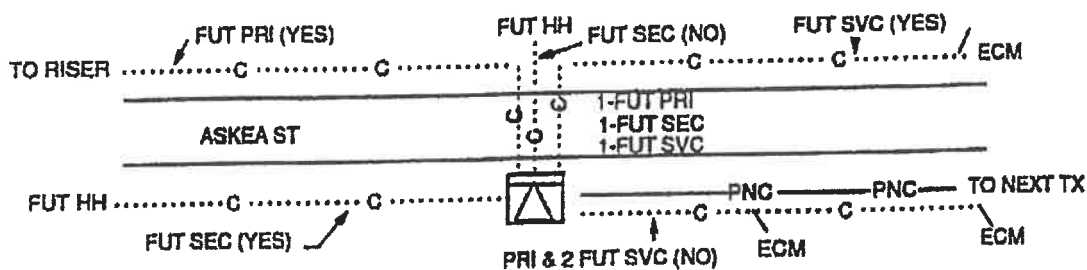 FUT PRI (YES)
FUT HH
FUT SEC (NO)
FUT SVC (YES)
TO RISER
C
C
C
C
ECM
C
C
C
1-FUT PRI
1-FUT SEC
1-FUT SVC
ASKEA ST
FUT HH
C
C
PNC
PNC
TO NEXT TX
C
C
FUT SEC (YES)
PRI & 2 FUT SVC (NO)
ECM
ECM